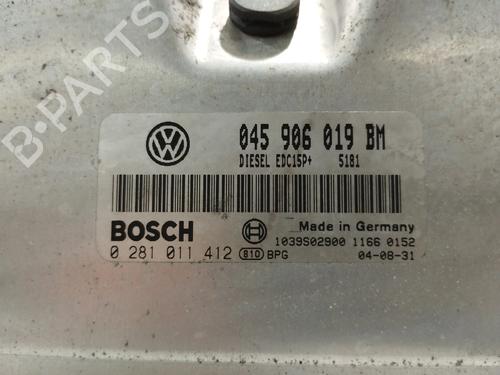 045 906 019 BM
DIESEL EDC15P+ 5181
BOSCH
Made in Germany
1039S02900 1166 0152
0 281 011 412 810 BPG 04-08-31
B-PARTS